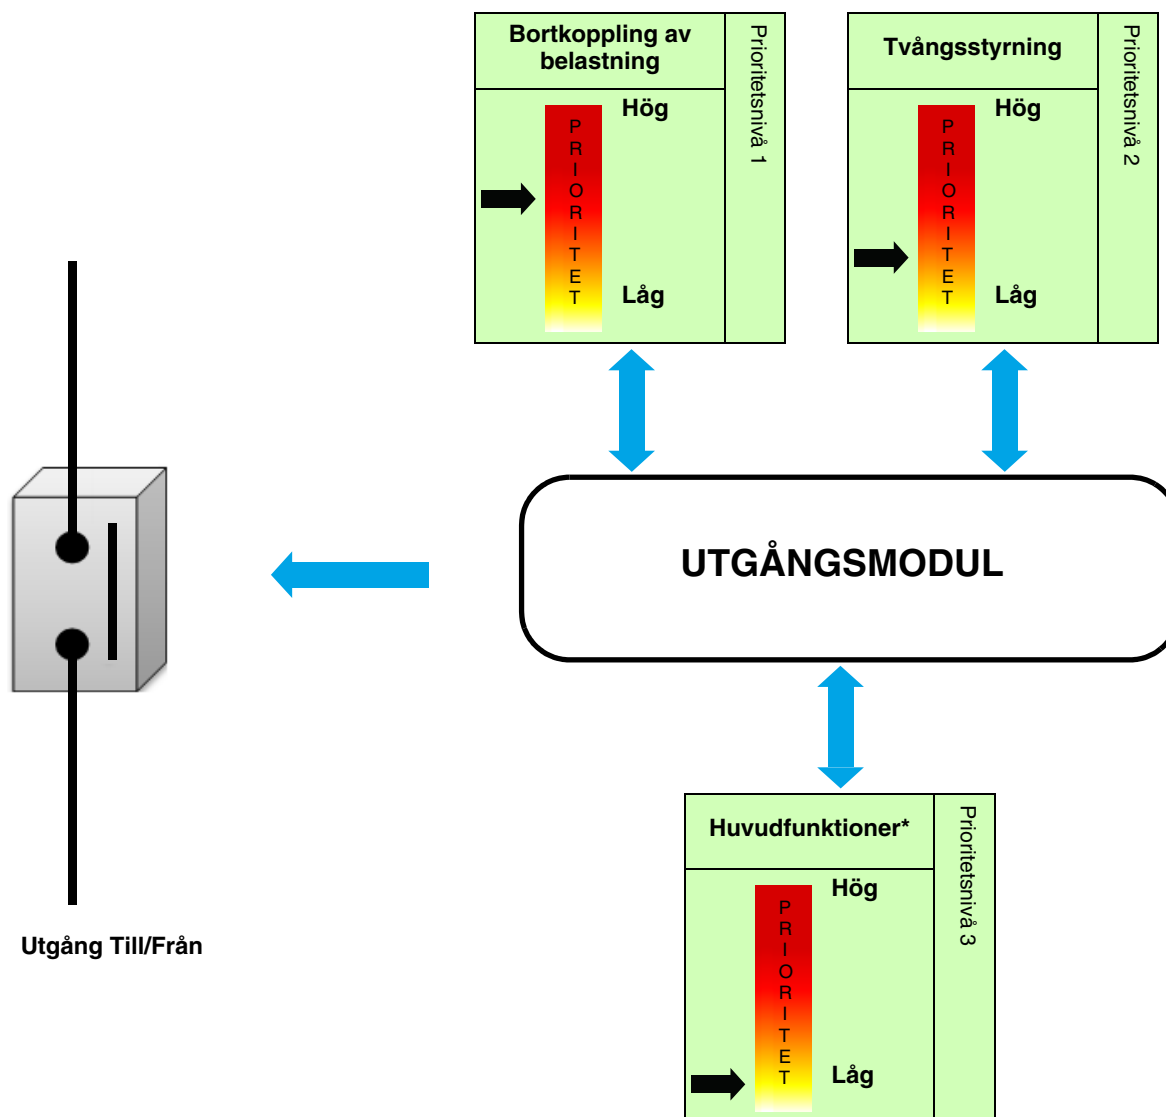 Bortkoppling av
belastning
Prioritetsnivå 1
Hög
PRIORITET
Låg
Tvångsstyrning
Prioritetsnivå 2
Hög
PRIORITET
Låg
UTGÅNGSMODUL
Utgång Till/Från
Huvudfunktioner*
Prioritetsnivå 3
Hög
PRIORITET
Låg